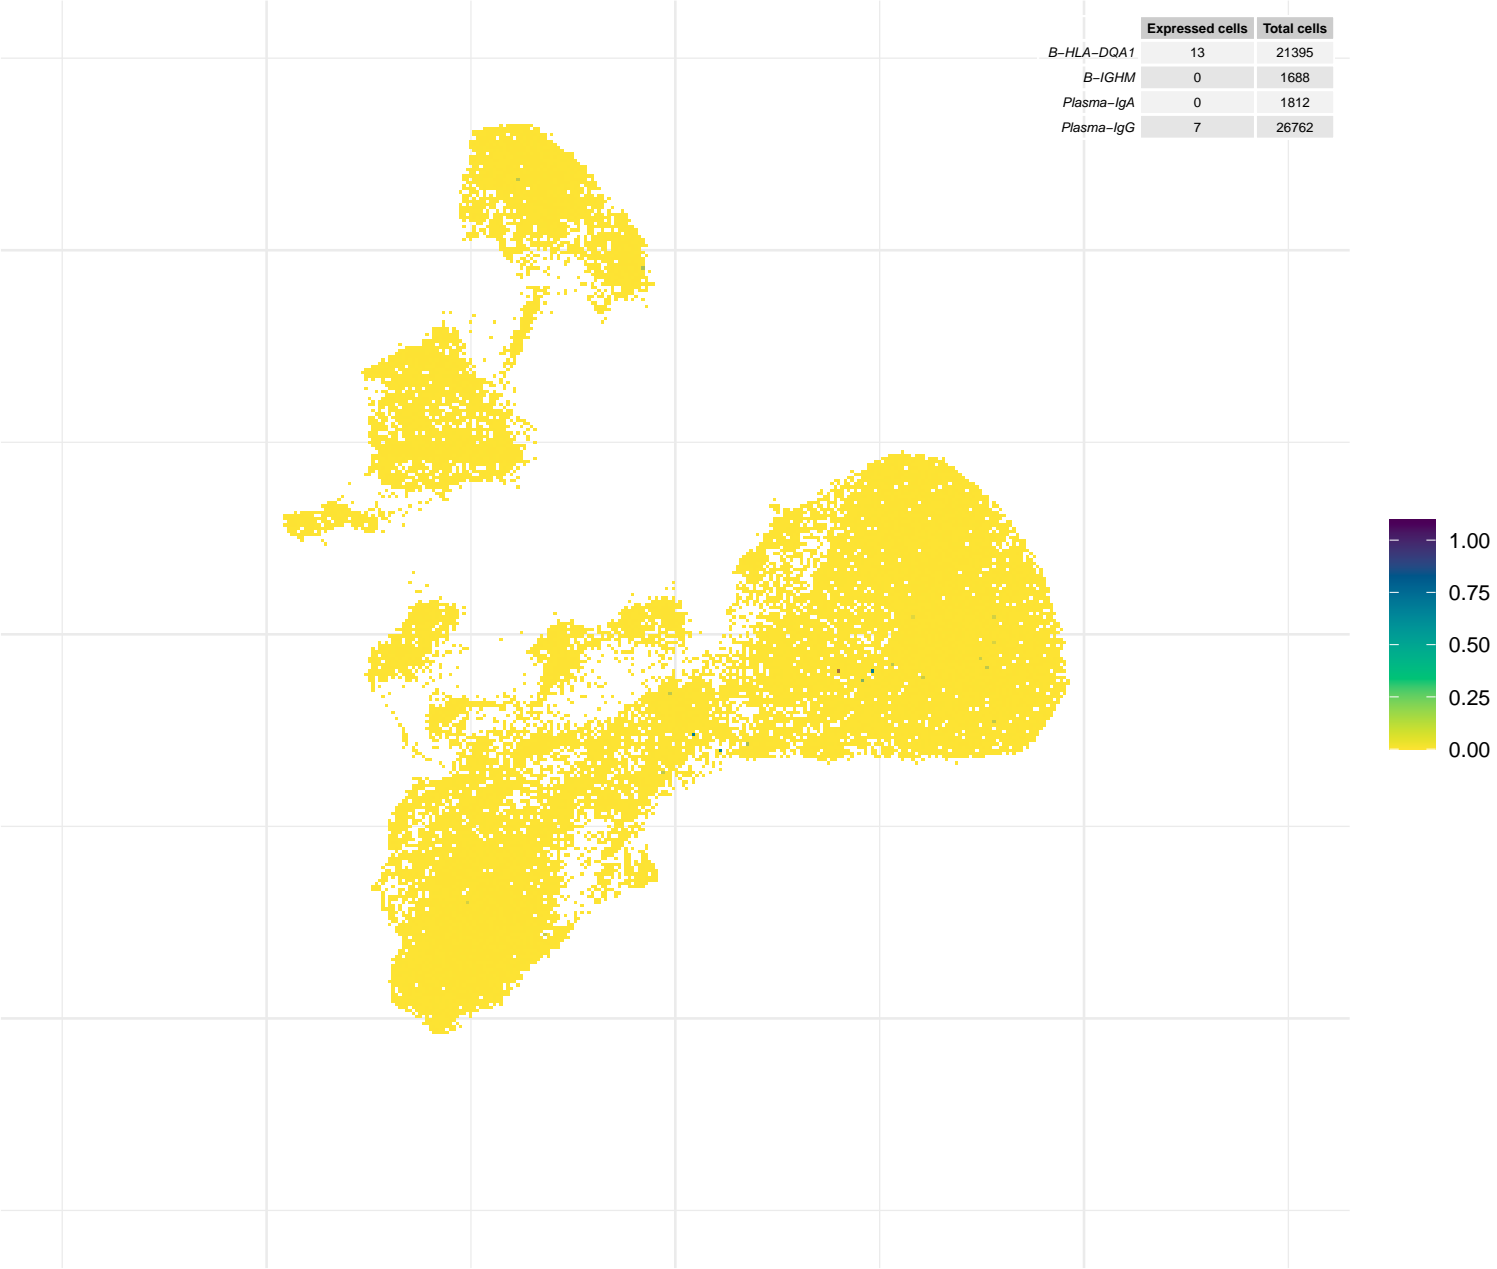 Expressed cells Total cells
B−HLA−DQA1 13 21395
B−IGHM 0 1688
Plasma−IgA 0 1812
Plasma−IgG 7 26762
1.00
0.75
0.50
0.25
0.00